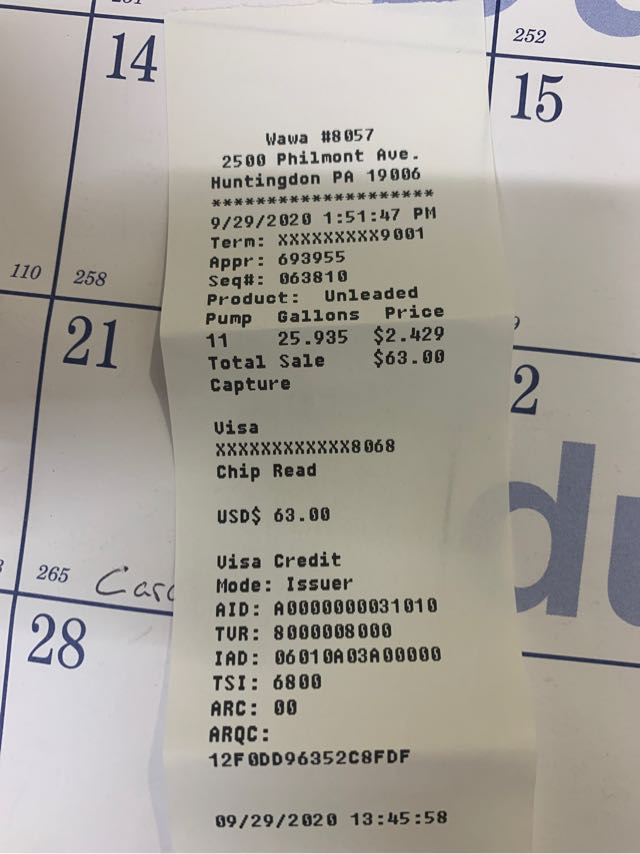 14
252
15
Wawa #8057
2500 Philmont Ave.
Huntingdon PA 19006
********************
9/29/2020 1:51:47 PM
Term: XXXXXXXXX9001
Appr: 693955
Seq#: 063810
Product: Unleaded
Pump Gallons Price
11 25.935 $2.429
Total Sale $63.00
Capture
Visa
XXXXXXXXXXXX8068
Chip Read
USD$ 63.00
Visa Credit
Mode: Issuer
AID: A0000000031010
TVR: 8000008000
IAD: 06010A03A00000
TSI: 6800
ARC: 00
ARQC:
12F0DD96352C8FDF
09/29/2020 13:45:58
110
258
21
265
28